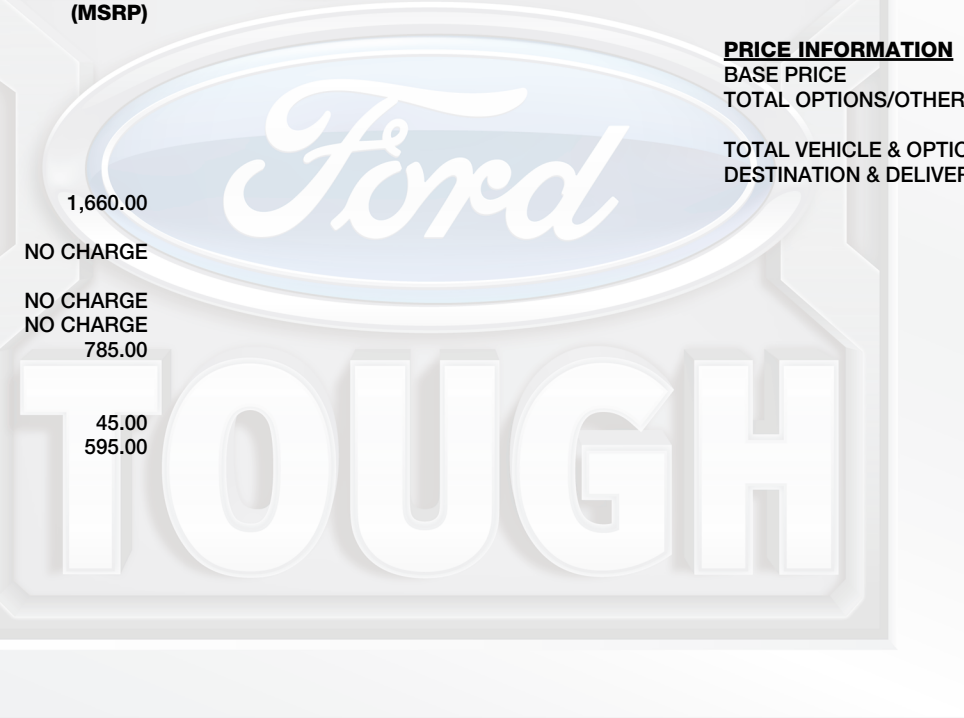 (MSRP)
1,660.00
NO CHARGE
NO CHARGE
NO CHARGE
785.00
45.00
595.00
PRICE INFORMATION
BASE PRICE
TOTAL OPTIONS/OTHER
TOTAL VEHICLE & OPTIO
DESTINATION & DELIVER
Ford
TOUGH